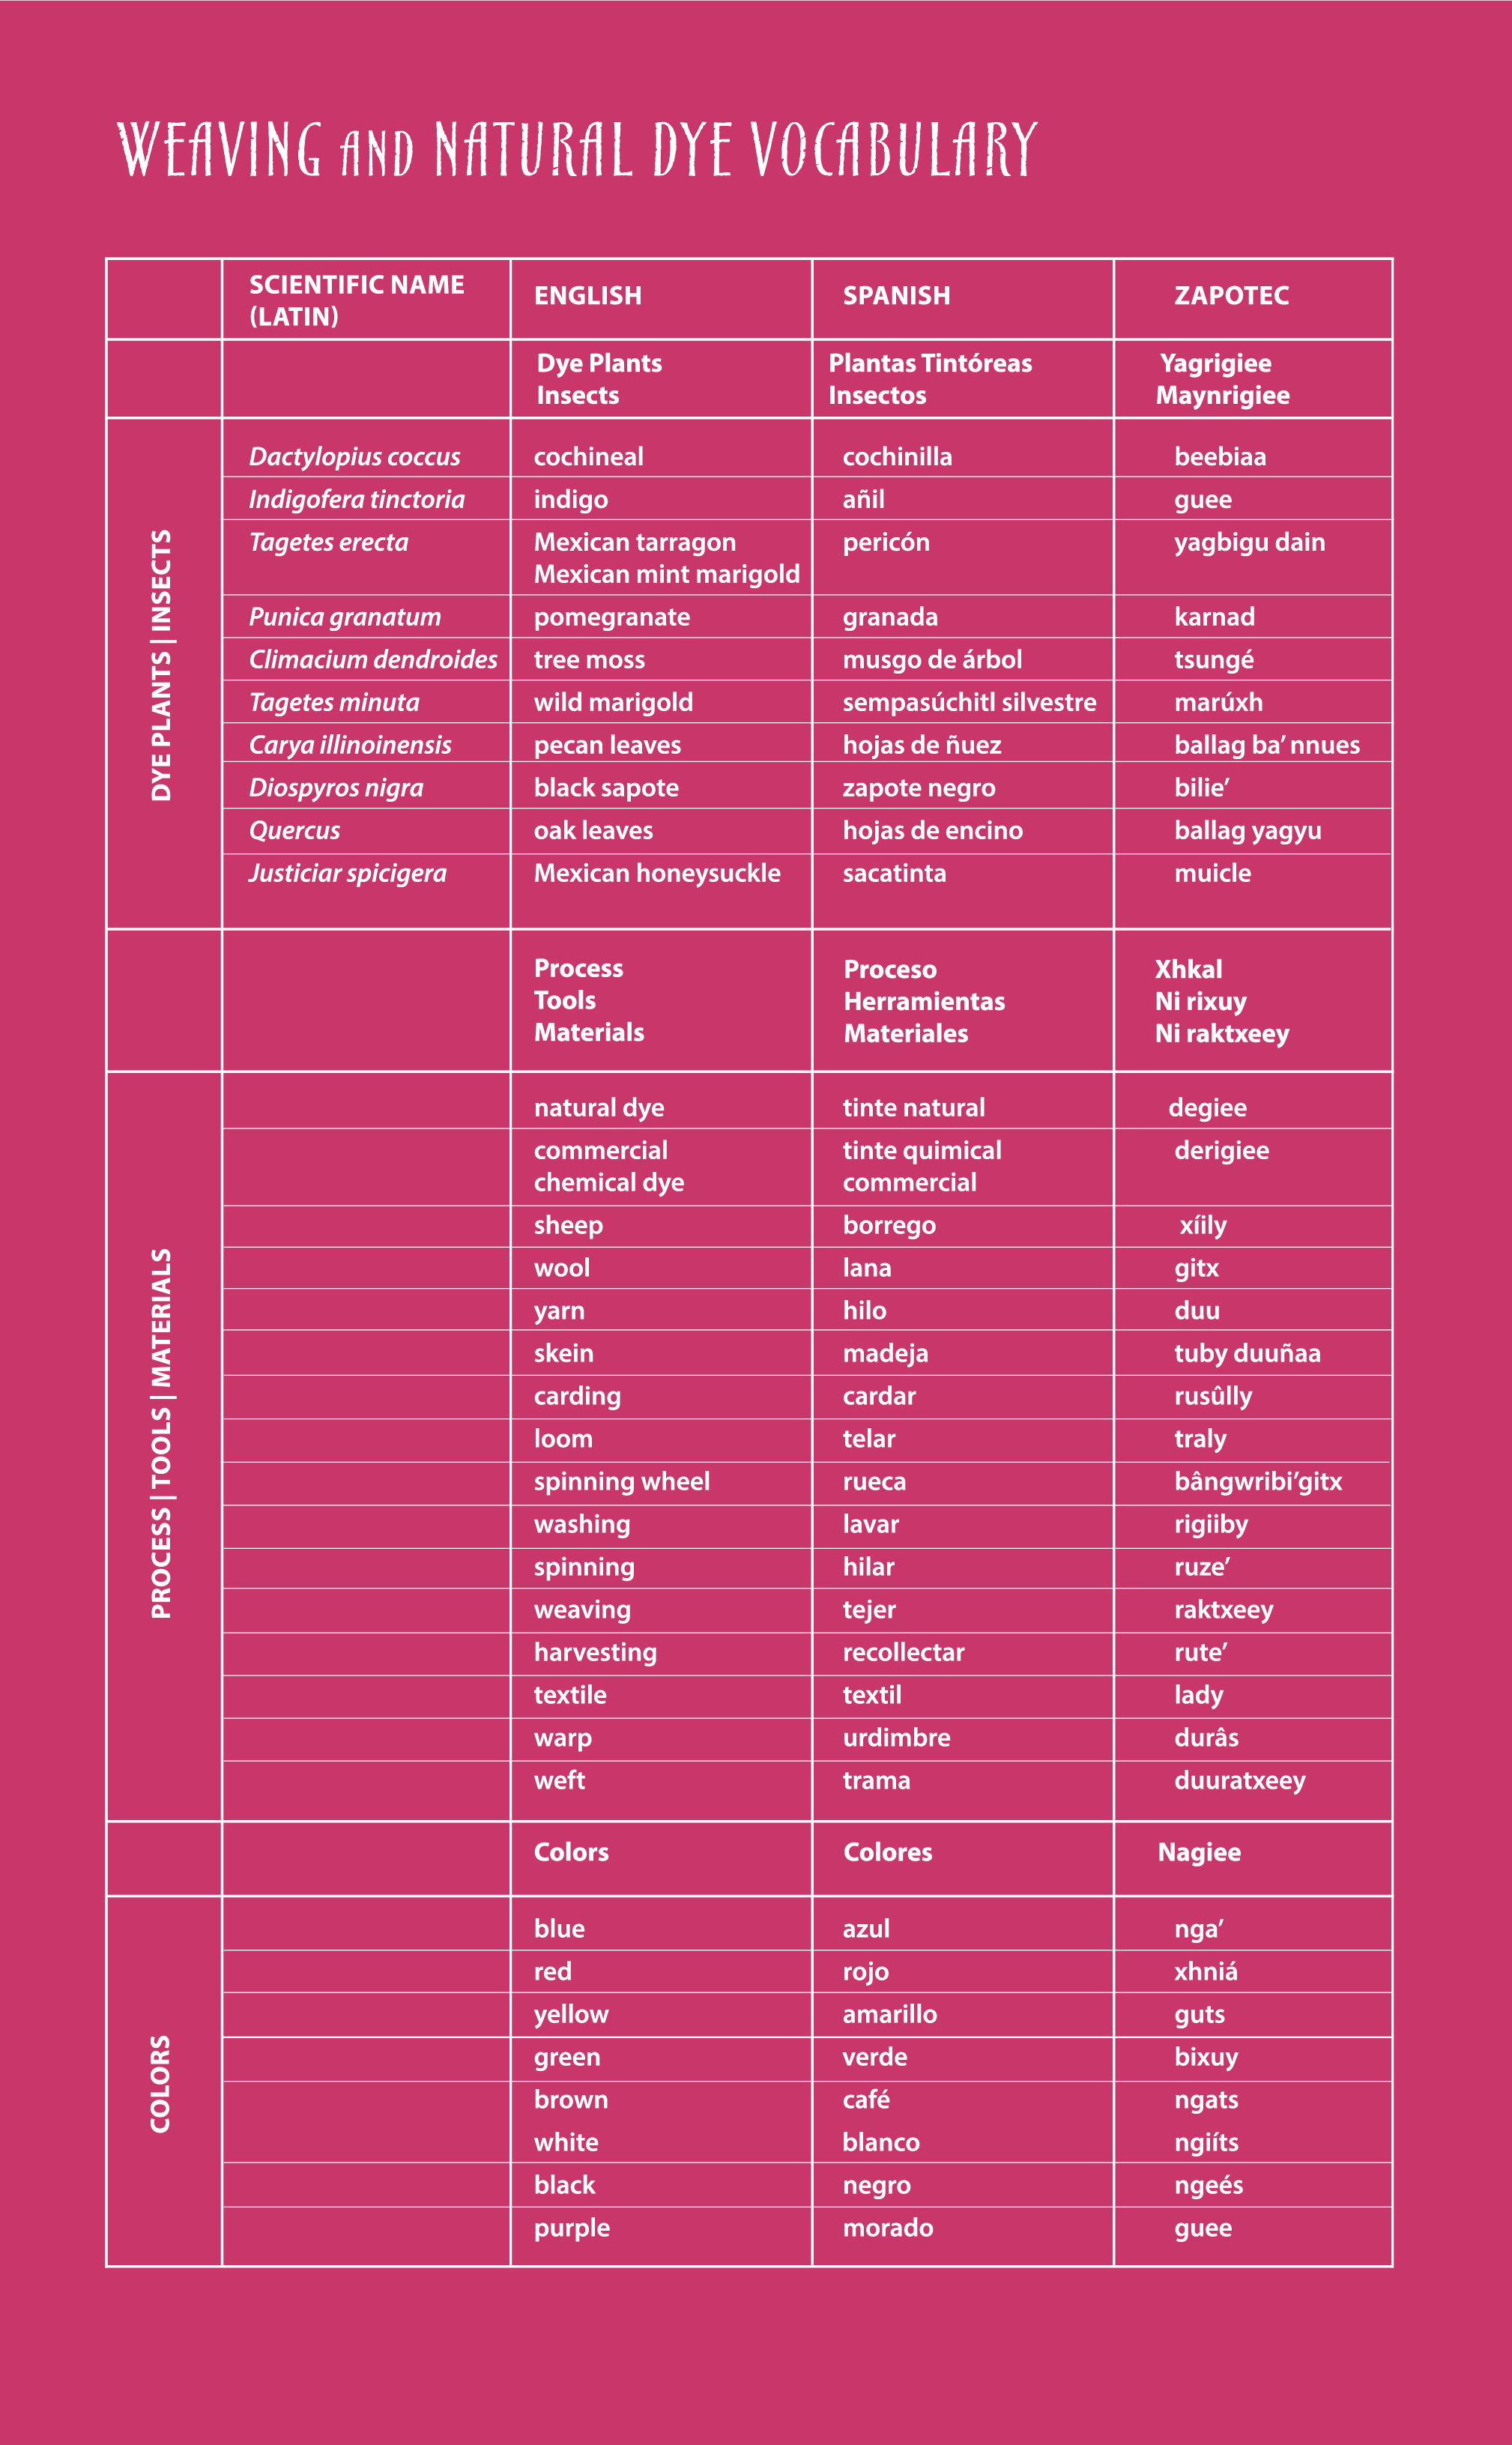 WEAVING AND NATURAL DYE VOCABULARY
SCIENTIFIC NAME (LATIN) ENGLISH SPANISH ZAPOTEC
Dye Plants Plantas Tintóreas Yagrigiee
Insects Insectos Maynrigiee
DYE PLANTS | INSECTS
Dactylopius coccus cochineal cochinilla beebiaa
Indigofera tinctoria indigo añil guee
Tagetes erecta Mexican tarragon pericón yagbigu dain
Mexican mint marigold
Punica granatum pomegranate granada karnad
Climacium dendroides tree moss musgo de árbol tsungé
Tagetes minuta wild marigold sempasúchitl silvestre marúxh
Carya illinoinensis pecan leaves hojas de ñuez ballag ba’ nnues
Diospyros nigra black sapote zapote negro bilie’
Quercus oak leaves hojas de encino ballag yagyu
Justiciar spicigera Mexican honeysuckle sacatinta muicle
Process Proceso Xhkal
Tools Herramientas Ni rixuy
Materials Materiales Ni raktxeey
PROCESS | TOOLS | MATERIALS
natural dye tinte natural degiee
commercial tinte quimical derigiee
chemical dye commercial
sheep borrego xíily
wool lana gitx
yarn hilo duu
skein madeja tuby duuñaa
carding cardar rusûlly
loom telar traly
spinning wheel rueca bângwribi’gitx
washing lavar rigiiby
spinning hilar ruze’
weaving tejer raktxeey
harvesting recollectar rute’
textile textil lady
warp urdimbre durâs
weft trama duuratxeey
Colors Colores Nagiee
COLORS
blue azul nga’
red rojo xhniá
yellow amarillo guts
green verde bixuy
brown café ngats
white blanco ngiíts
black negro ngeés
purple morado guee